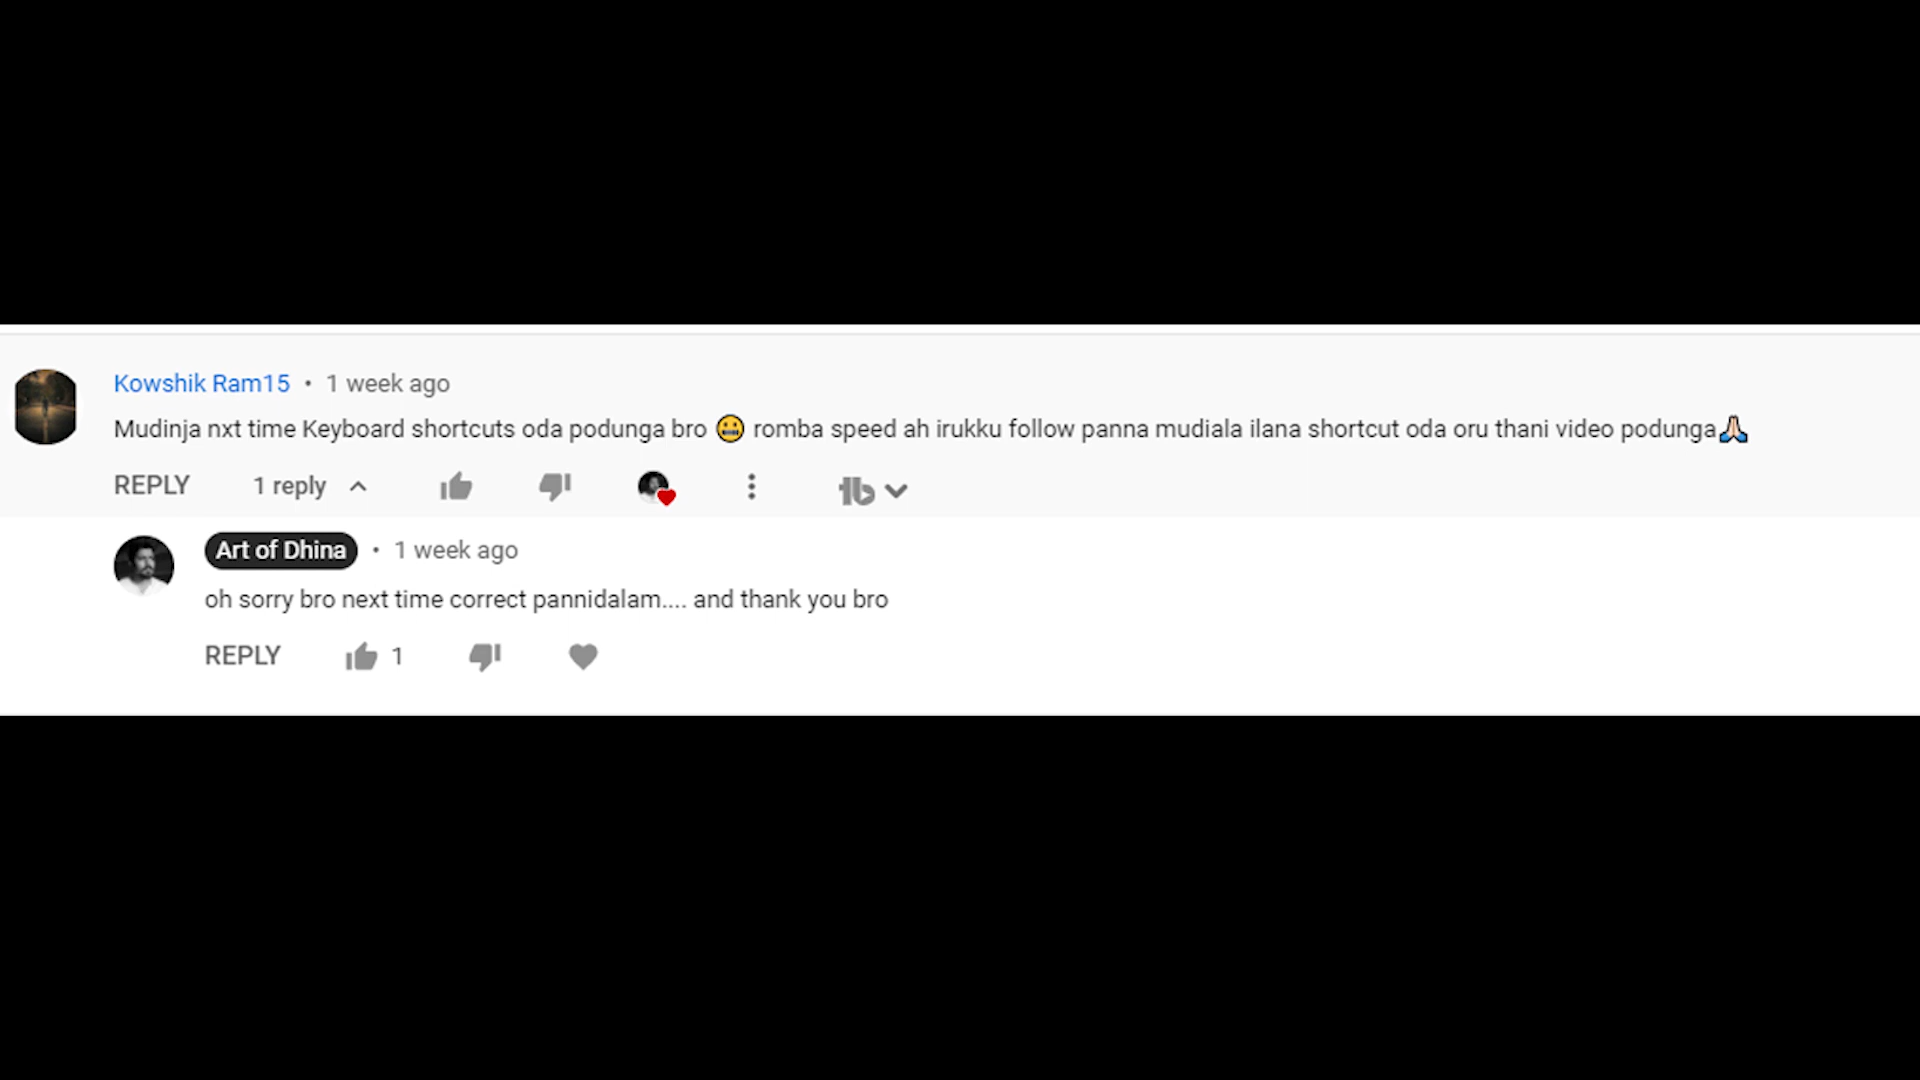 Kowshik Ram15 • 1 week ago
Mudinja nxt time Keyboard shortcuts oda podunga bro 😀 romba speed ah irukku follow panna mudiala ilana shortcut oda oru thani video podunga🙏🏻
REPLY 1 reply
Art of Dhina • 1 week ago
oh sorry bro next time correct pannidalam.... and thank you bro
REPLY 1